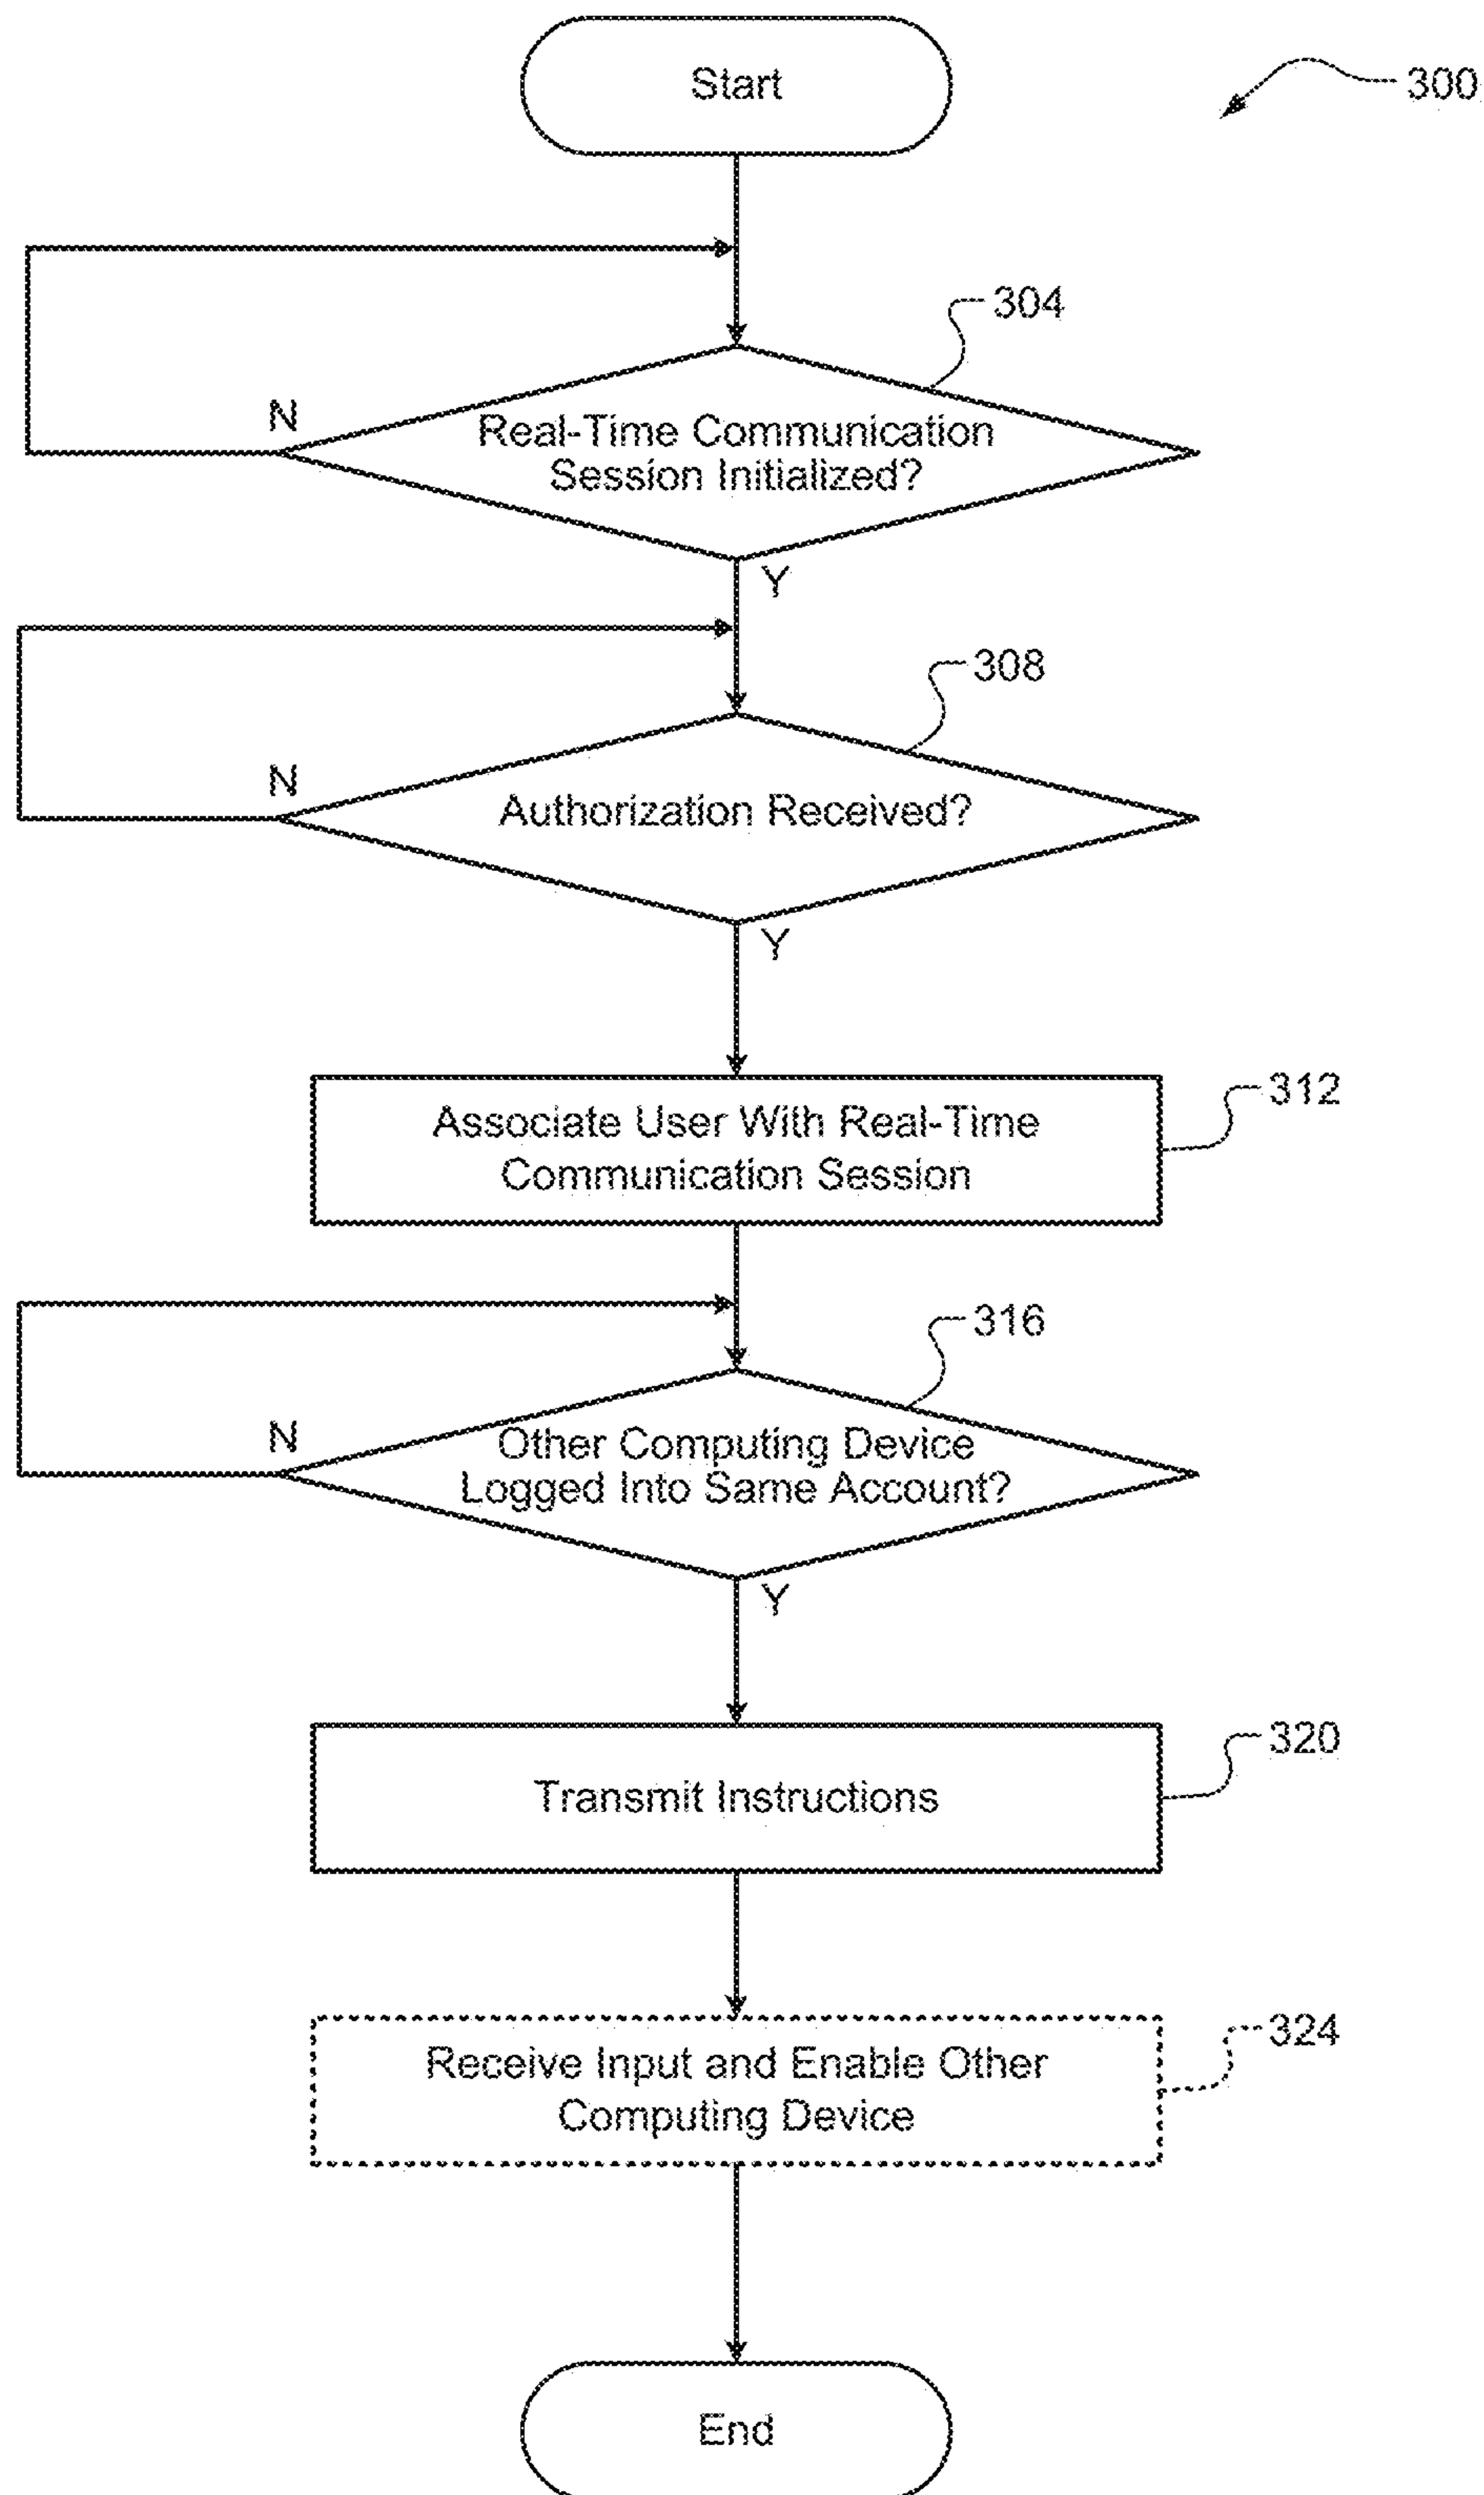 Start
300
304
N
Real-Time Communication
Session Initialized?
Y
308
N
Authorization Received?
Y
312
Associate User With Real-Time
Communication Session
316
N
Other Computing Device
Logged Into Same Account?
Y
320
Transmit Instructions
324
Receive Input and Enable Other
Computing Device
End